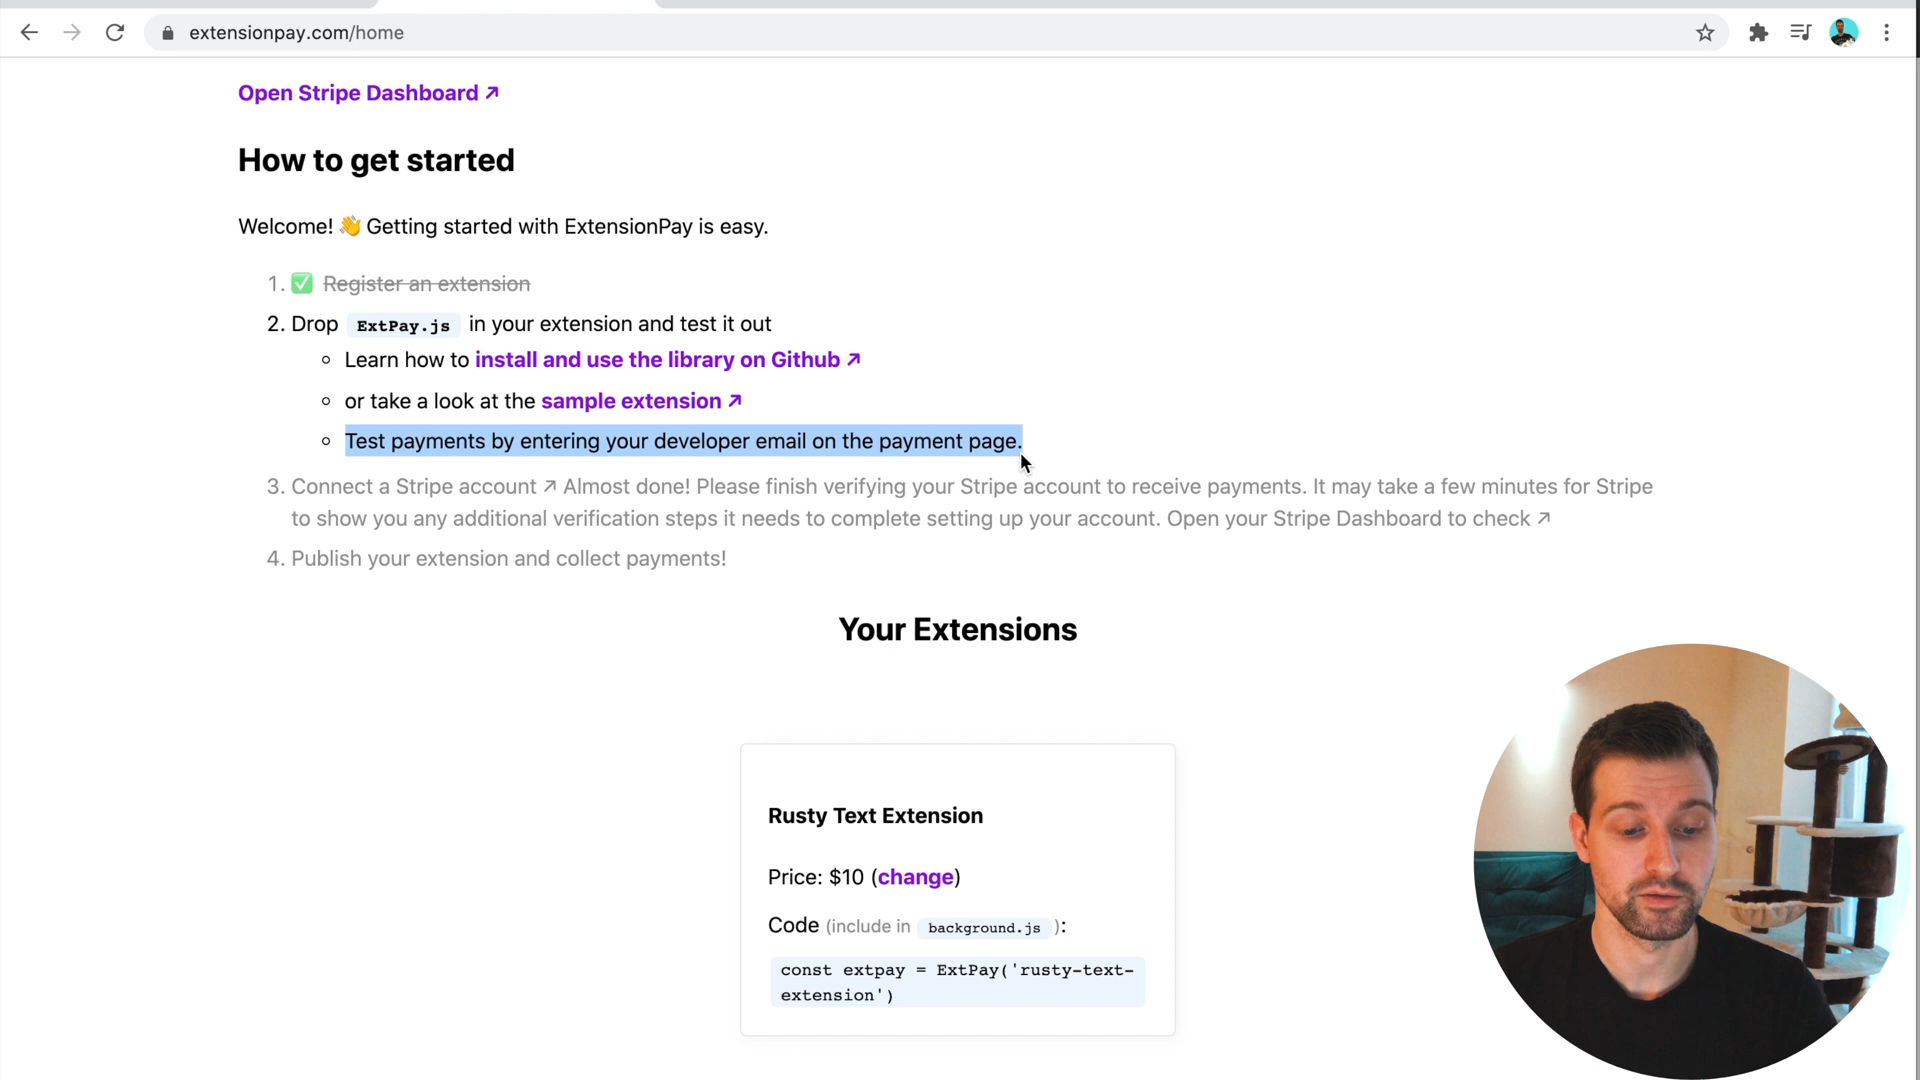 extensionpay.com/home
Open Stripe Dashboard ↗
How to get started
Welcome! 👋 Getting started with ExtensionPay is easy.
1. ✅ Register an extension
2. Drop ExtPay.js in your extension and test it out
Learn how to install and use the library on Github ↗
or take a look at the sample extension ↗
Test payments by entering your developer email on the payment page.
3. Connect a Stripe account ↗ Almost done! Please finish verifying your Stripe account to receive payments. It may take a few minutes for Stripe
to show you any additional verification steps it needs to complete setting up your account. Open your Stripe Dashboard to check ↗
4. Publish your extension and collect payments!
Your Extensions
Rusty Text Extension
Price: $10 (change)
Code (include in background.js ):
const extpay = ExtPay('rusty-text-
extension')